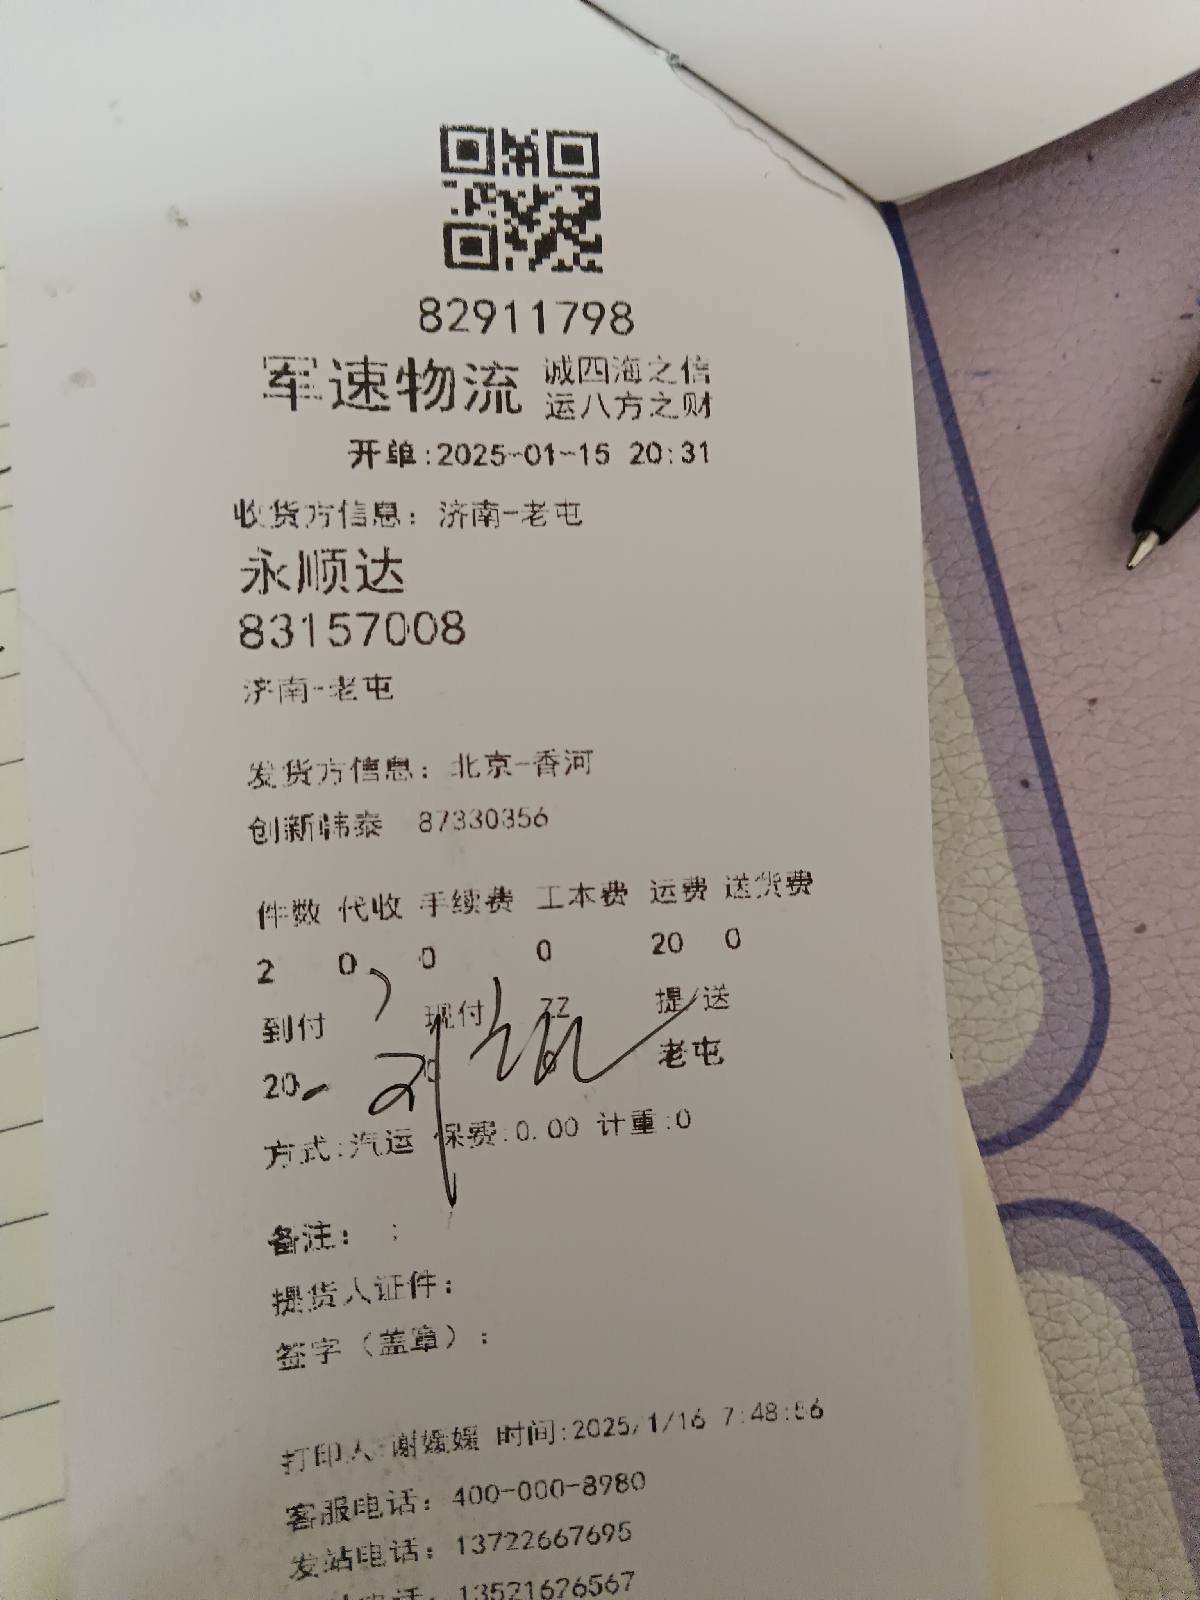 82911798
军速物流 诚四海之信
运八方之财
开单:2025-01-15 20:31
收货方信息: 济南-老屯
永顺达
83157008
济南-老屯
发货方信息: 北京-香河
创新韩泰 87330356
件数 代收 手续费 工本费 运费 送货费
2 0 0 0 20 0
到付 现付 提/送
20 老屯
方式:汽运 保费:0.00 计重:0
备注: ;
提货人证件:
签字(盖章):
打印人:谢媛媛 时间:2025/1/16 7:48:56
客服电话: 400-000-8980
发站电话: 13722667695
电话: 13521626567